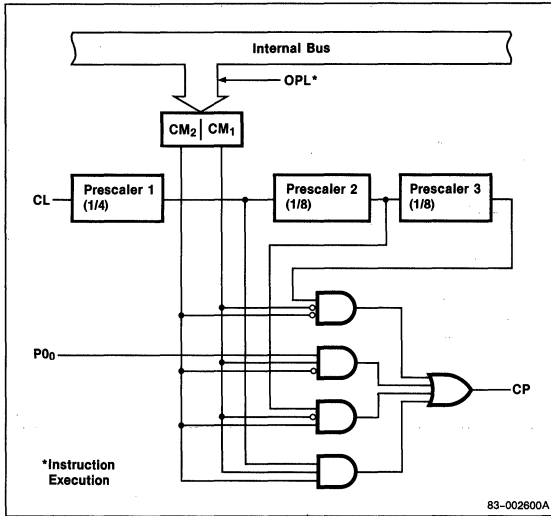 Internal Bus
OPL*
CM₂ CM₁
CL
Prescaler 1
(1/4)
Prescaler 2
(1/8)
Prescaler 3
(1/8)
P0₀
CP
*Instruction
Execution
83-002600A